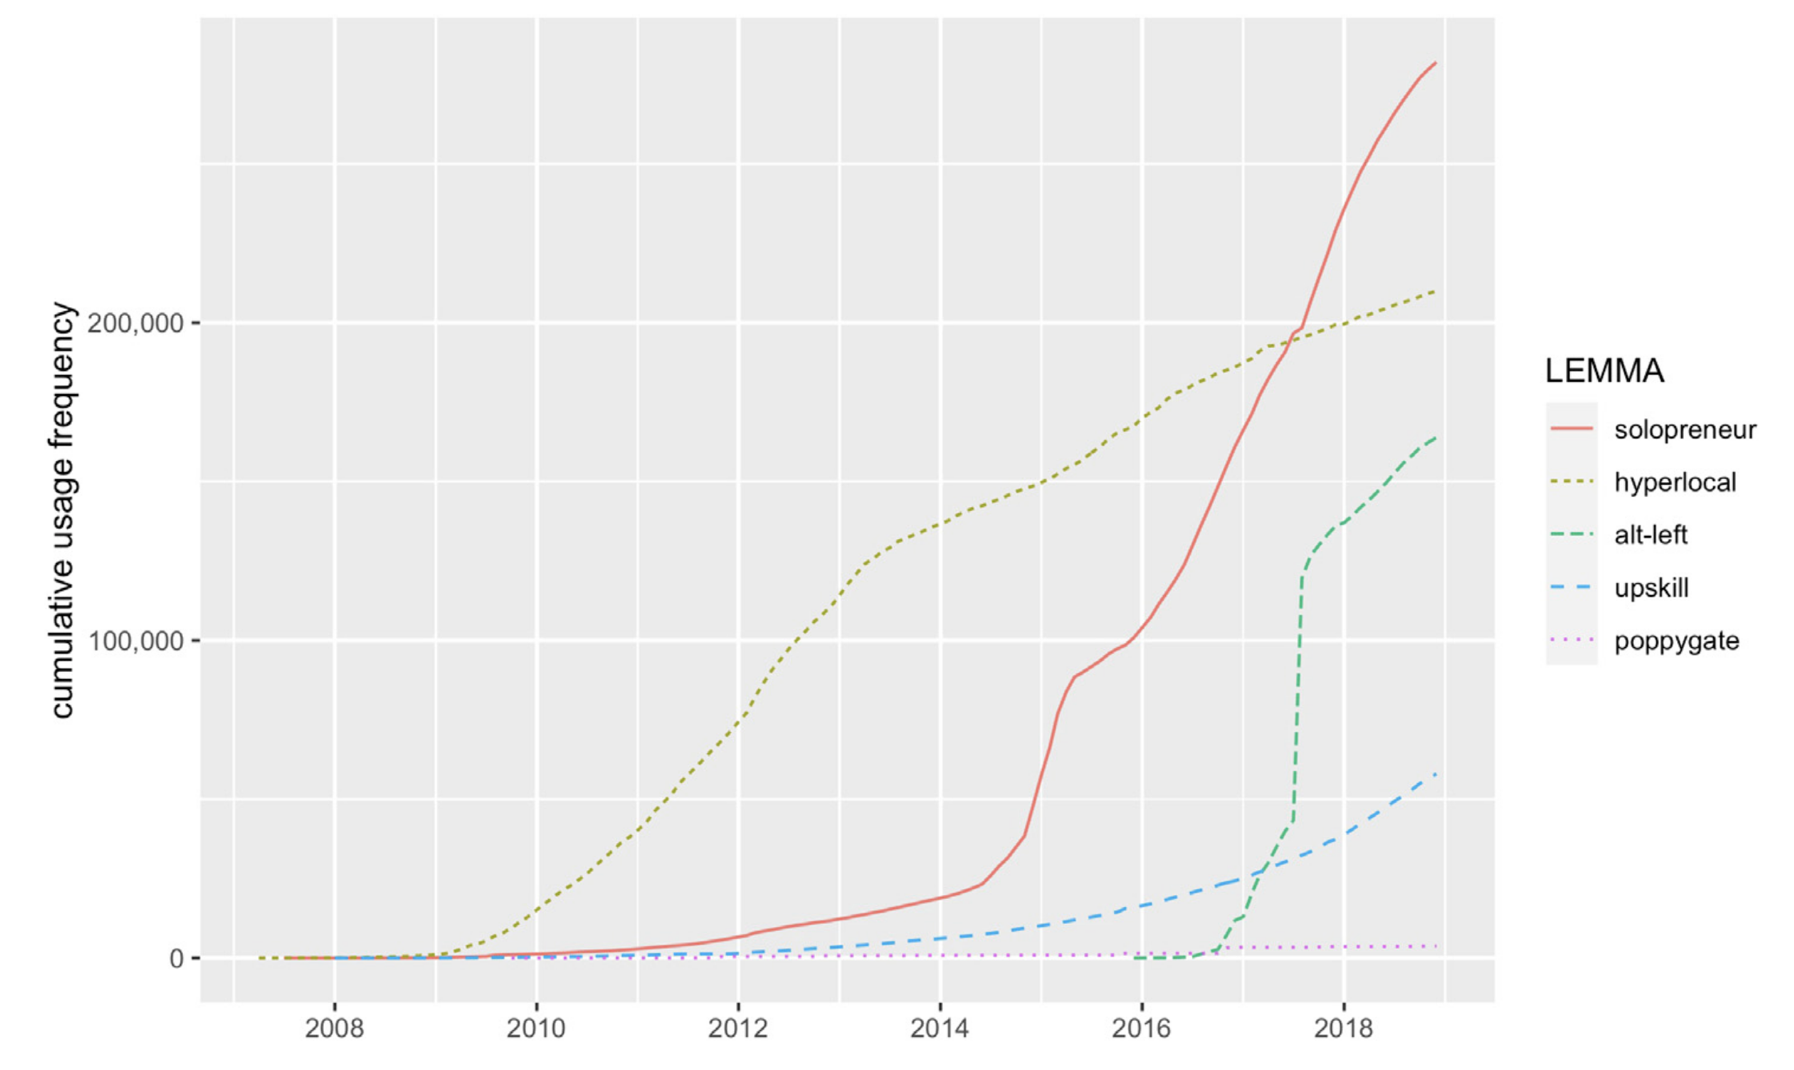 cumulative usage frequency
200,000
100,000
0
2008
2010
2012
2014
2016
2018
LEMMA
solopreneur
hyperlocal
alt-left
upskill
poppygate